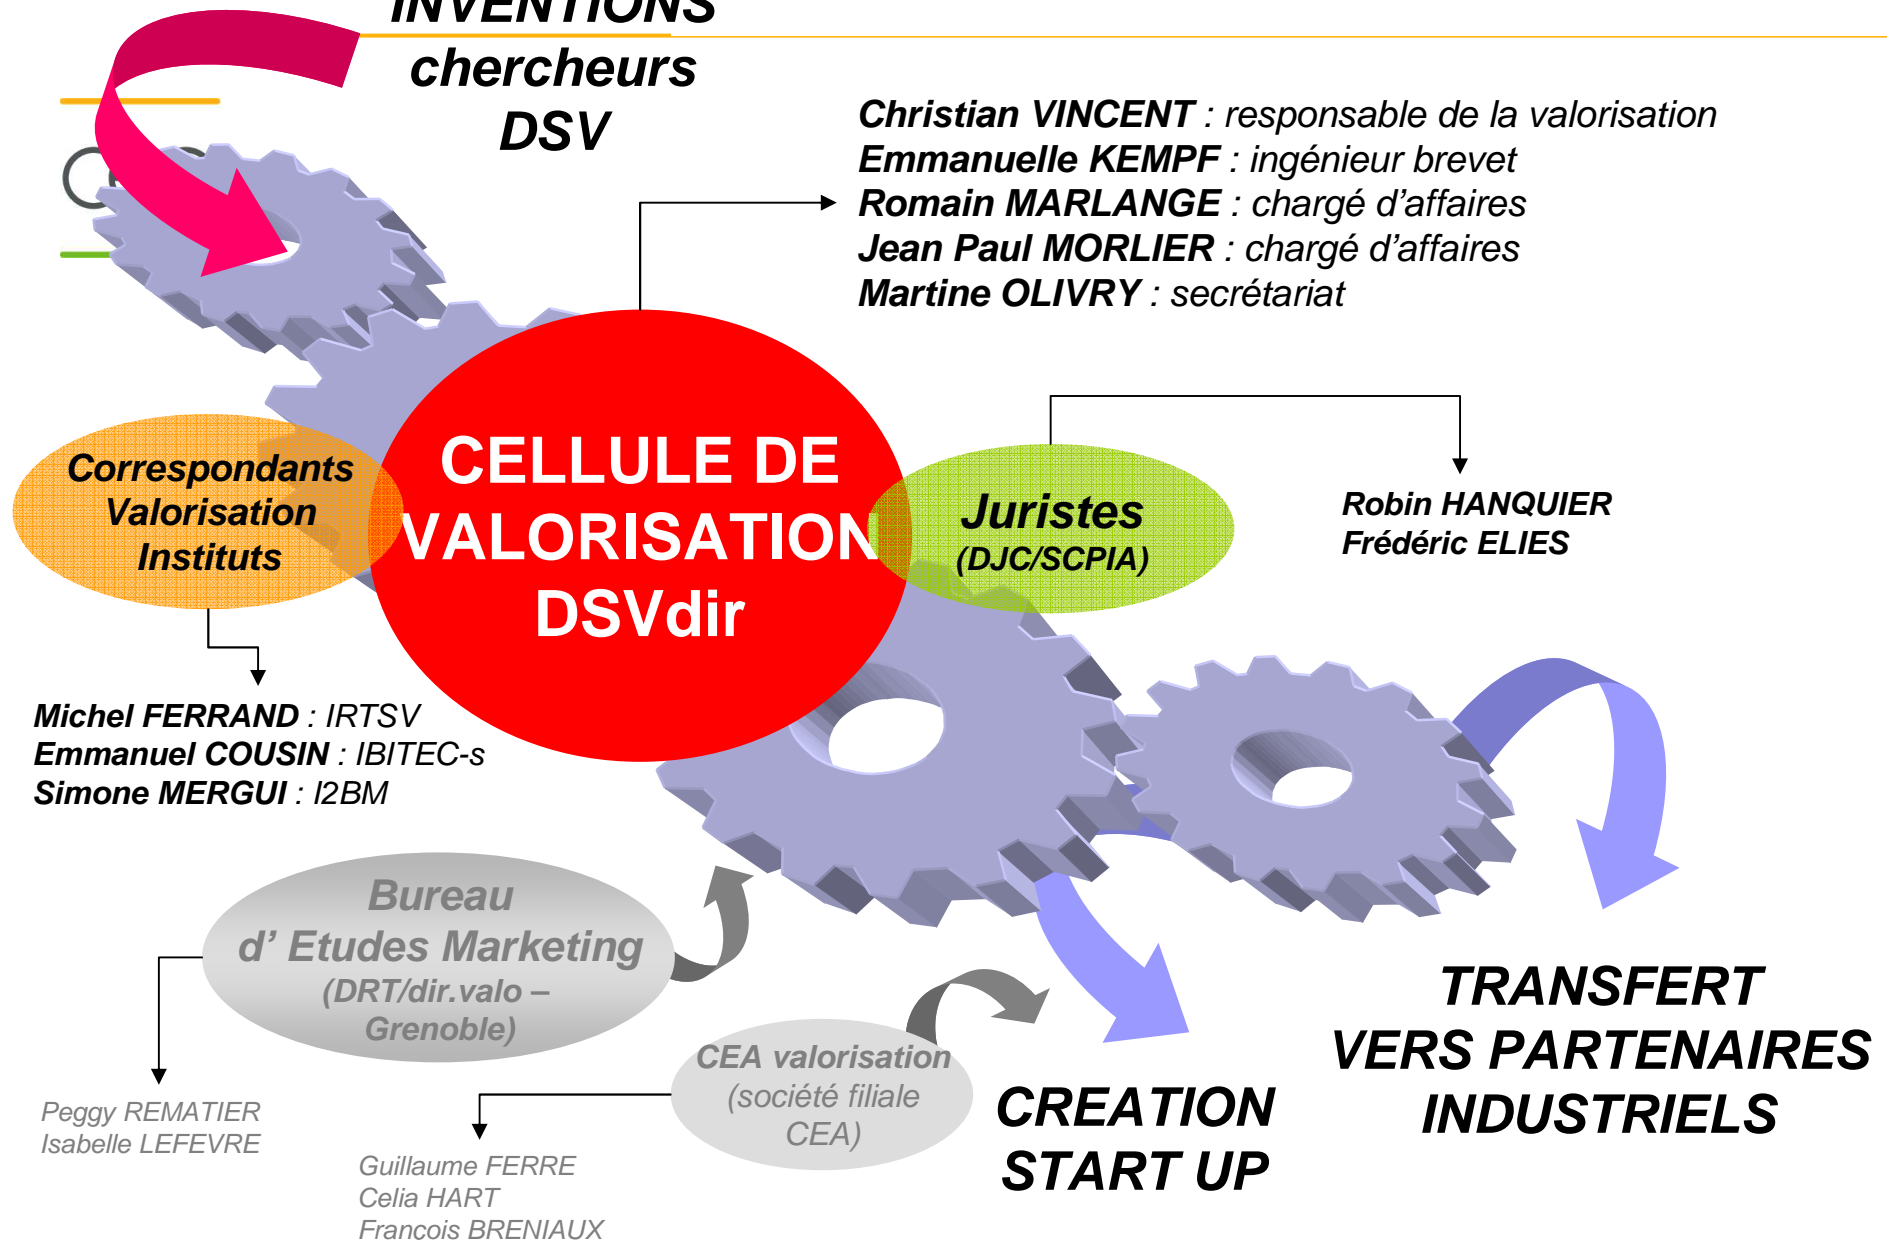 INVENTIONS
chercheurs
DSV
Christian VINCENT : responsable de la valorisation
Emmanuelle KEMPF : ingénieur brevet
Romain MARLANGE : chargé d’affaires
Jean Paul MORLIER : chargé d’affaires
Martine OLIVRY : secrétariat
CELLULE DE
VALORISATION
DSVdir
Correspondants
Valorisation
Instituts
Juristes
(DJC/SCPIA)
Robin HANQUIER
Frédéric ELIES
Michel FERRAND : IRTSV
Emmanuel COUSIN : IBITEC-s
Simone MERGUI : I2BM
Bureau
d’ Etudes Marketing
(DRT/dir.valo –
Grenoble)
Peggy REMATIER
Isabelle LEFEVRE
CEA valorisation
(société filiale
CEA)
Guillaume FERRE
Celia HART
Francois BRENIAUX
CREATION
START UP
TRANSFERT
VERS PARTENAIRES
INDUSTRIELS